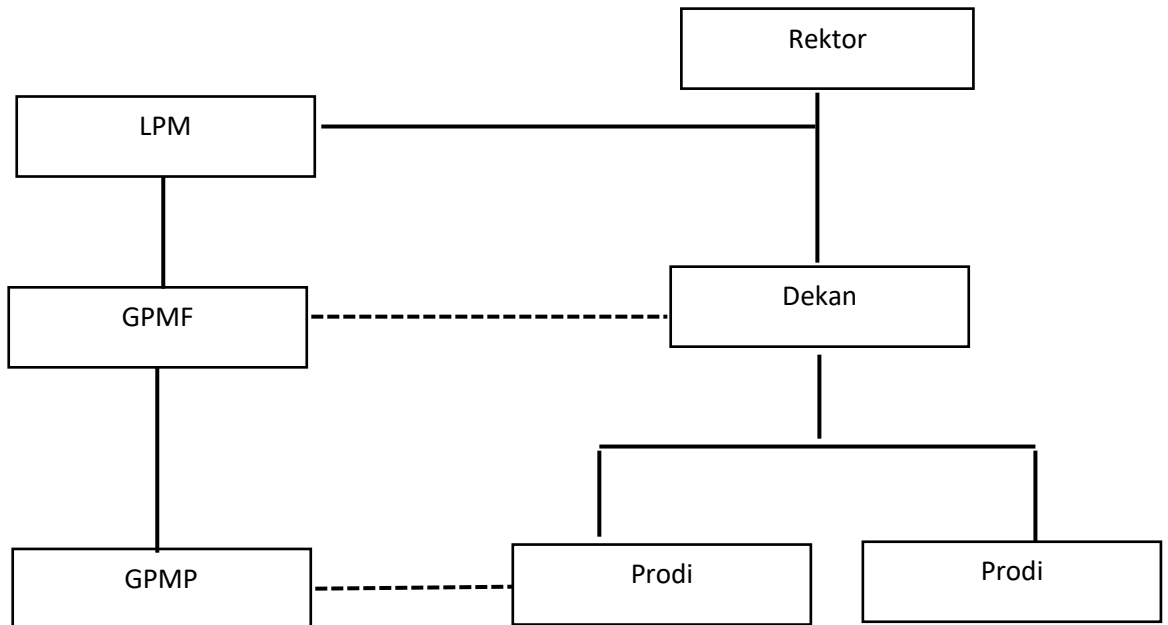 Rektor
LPM
Dekan
GPMF
Prodi
Prodi
GPMP